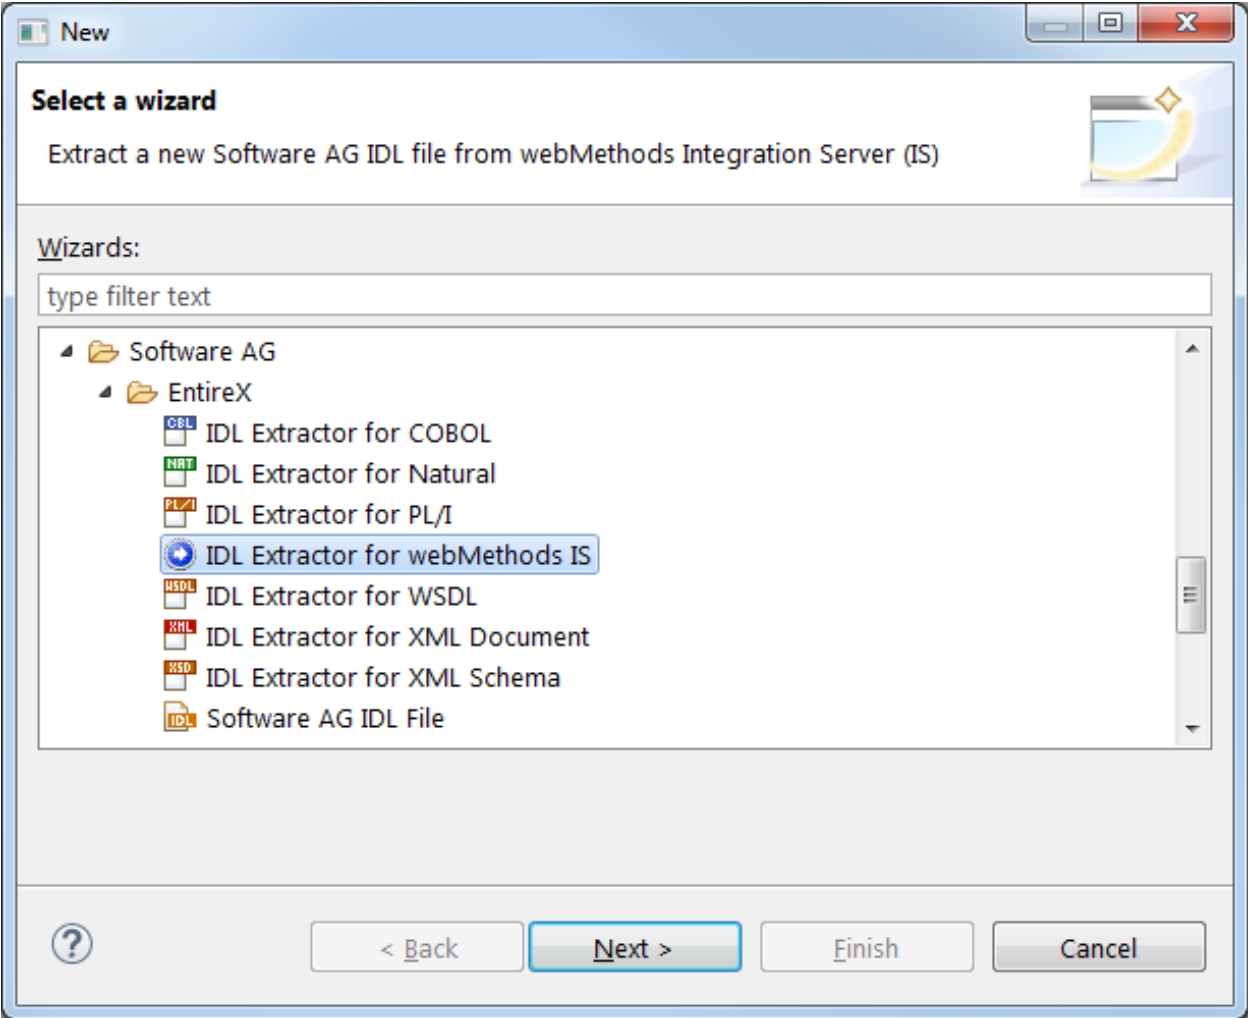 New
Select a wizard
Extract a new Software AG IDL file from webMethods Integration Server (IS)
Wizards:
type filter text
Software AG
EntireX
CBL IDL Extractor for COBOL
NAT IDL Extractor for Natural
PL/I IDL Extractor for PL/I
IDL Extractor for webMethods IS
WSDL IDL Extractor for WSDL
XML IDL Extractor for XML Document
XSD IDL Extractor for XML Schema
IDL Software AG IDL File
? < Back Next > Finish Cancel